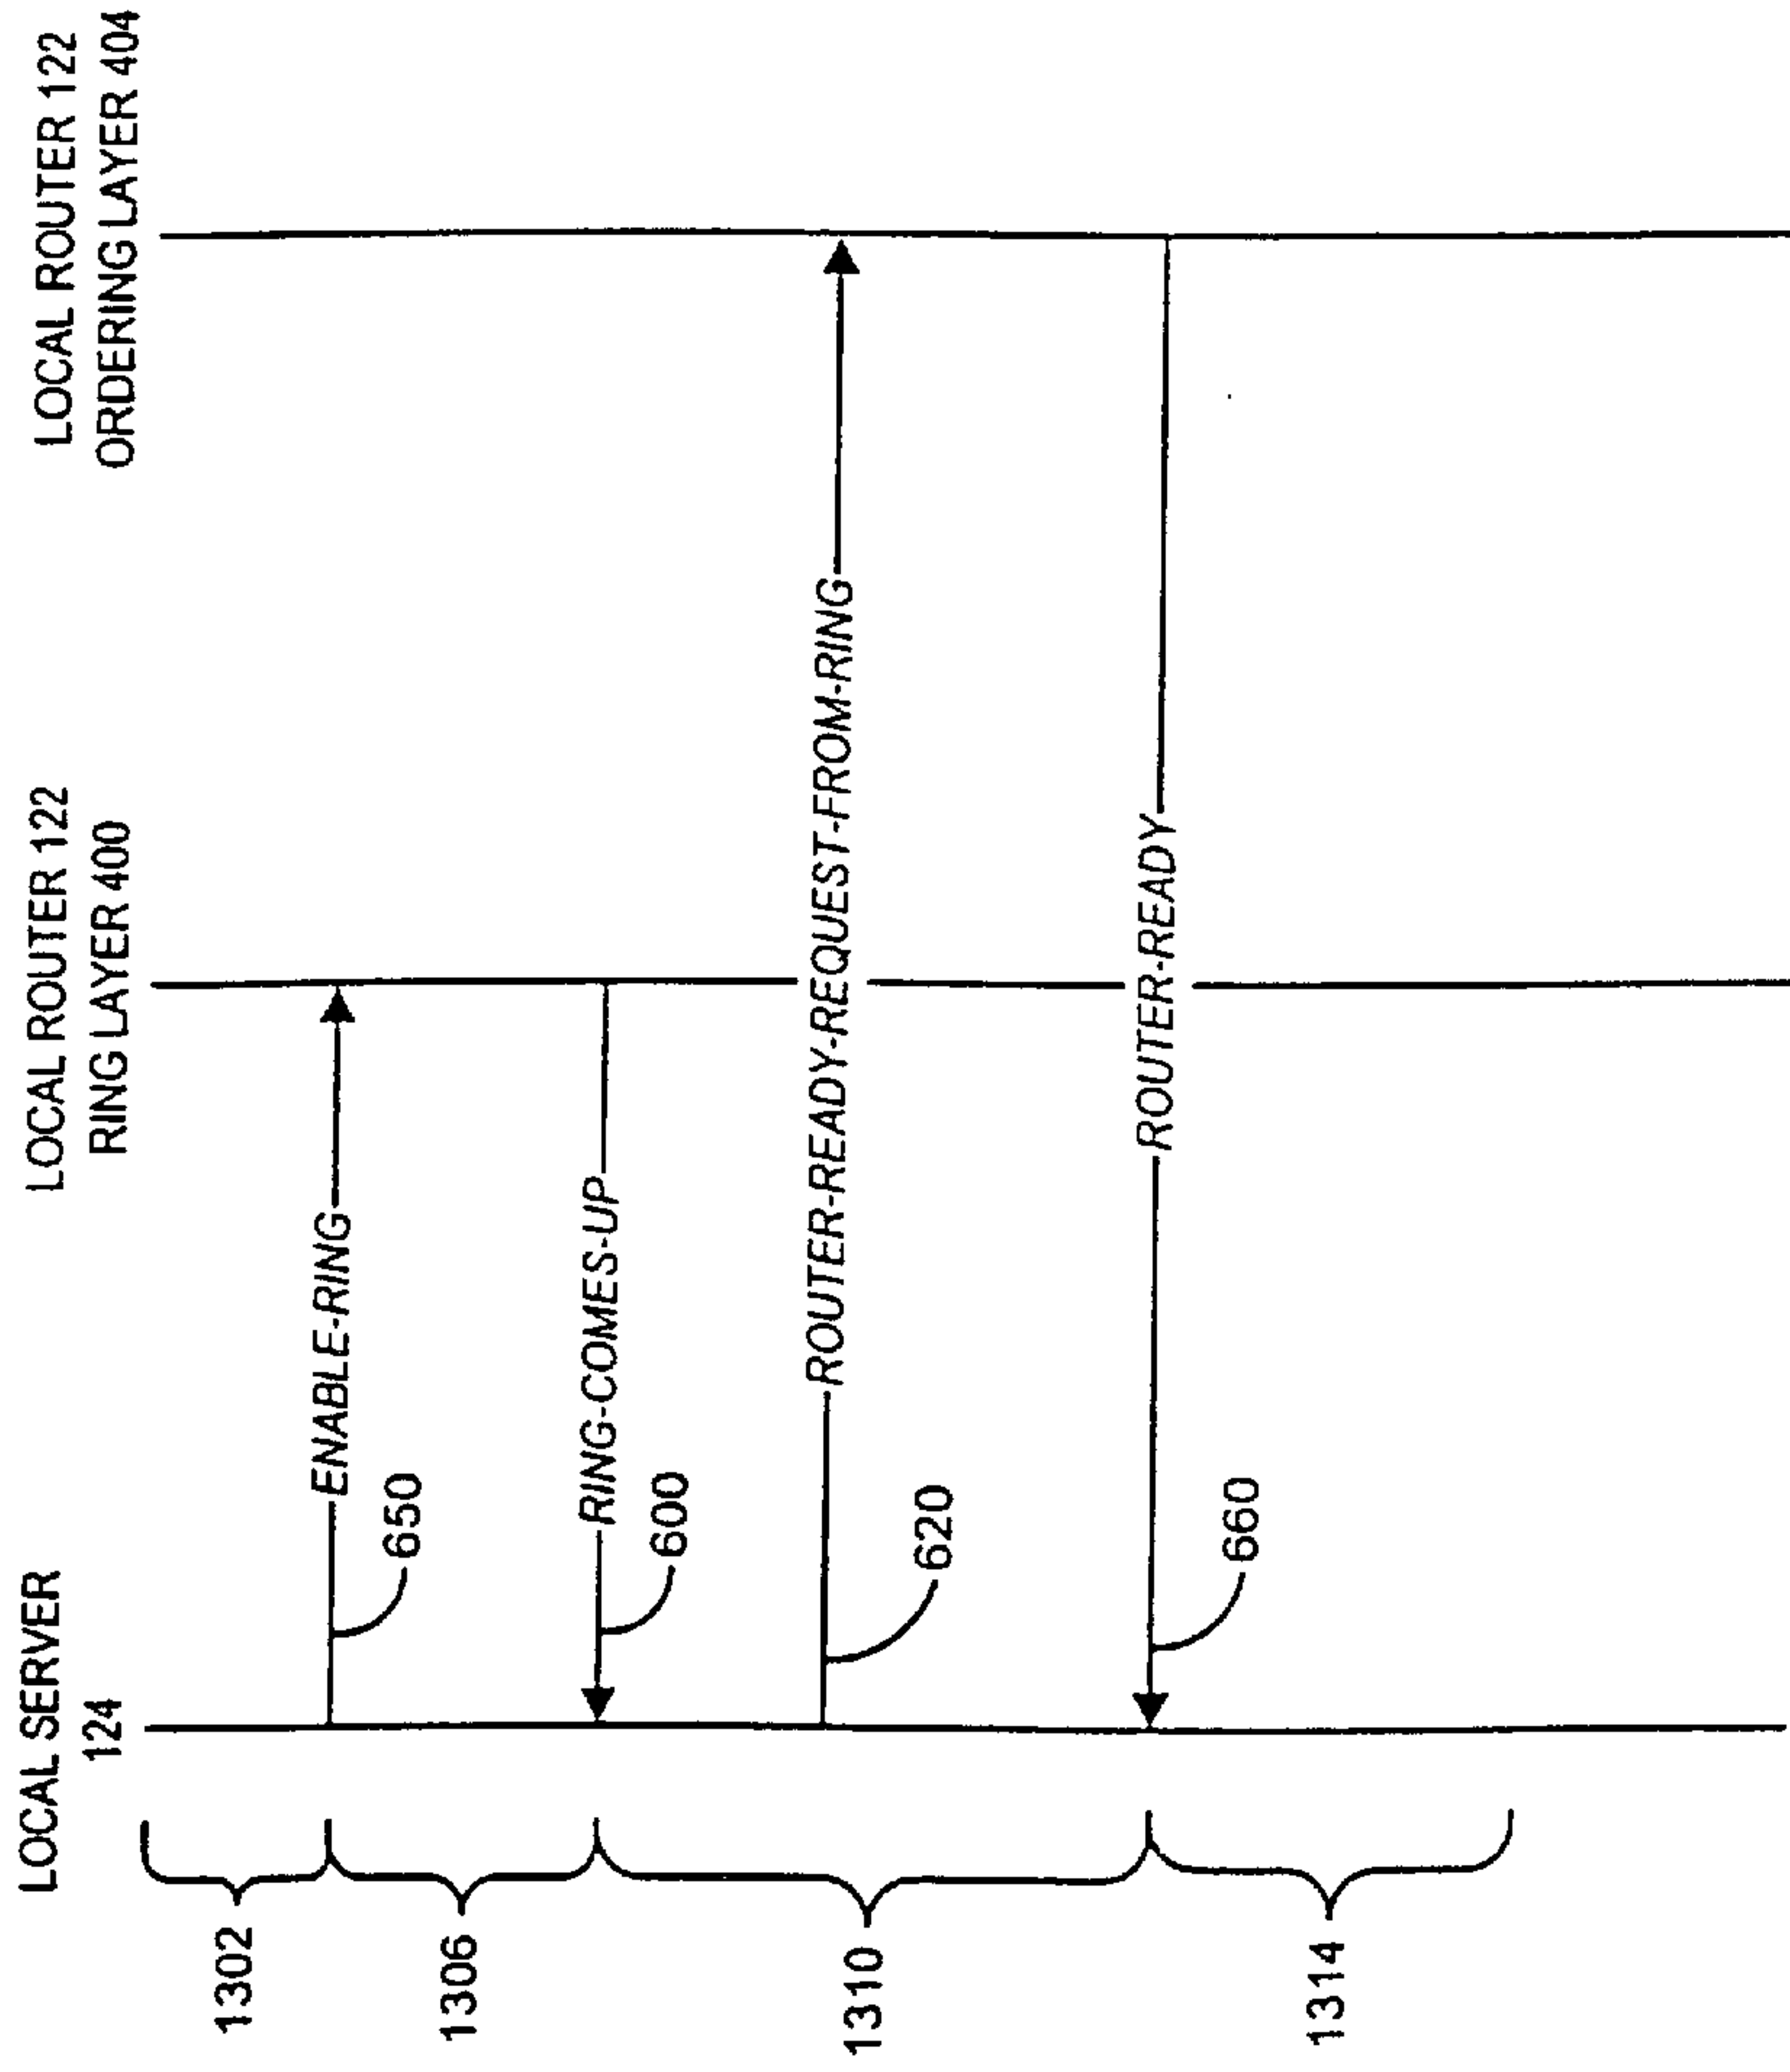 LOCAL SERVER
124
LOCAL ROUTER 122
RING LAYER 400
LOCAL ROUTER 122
ORDERING LAYER 404
1302
ENABLE-RING
650
1306
RING-COMES-UP
600
1310
ROUTER-READY-REQUEST-FROM-RING
620
ROUTER-READY
660
1314